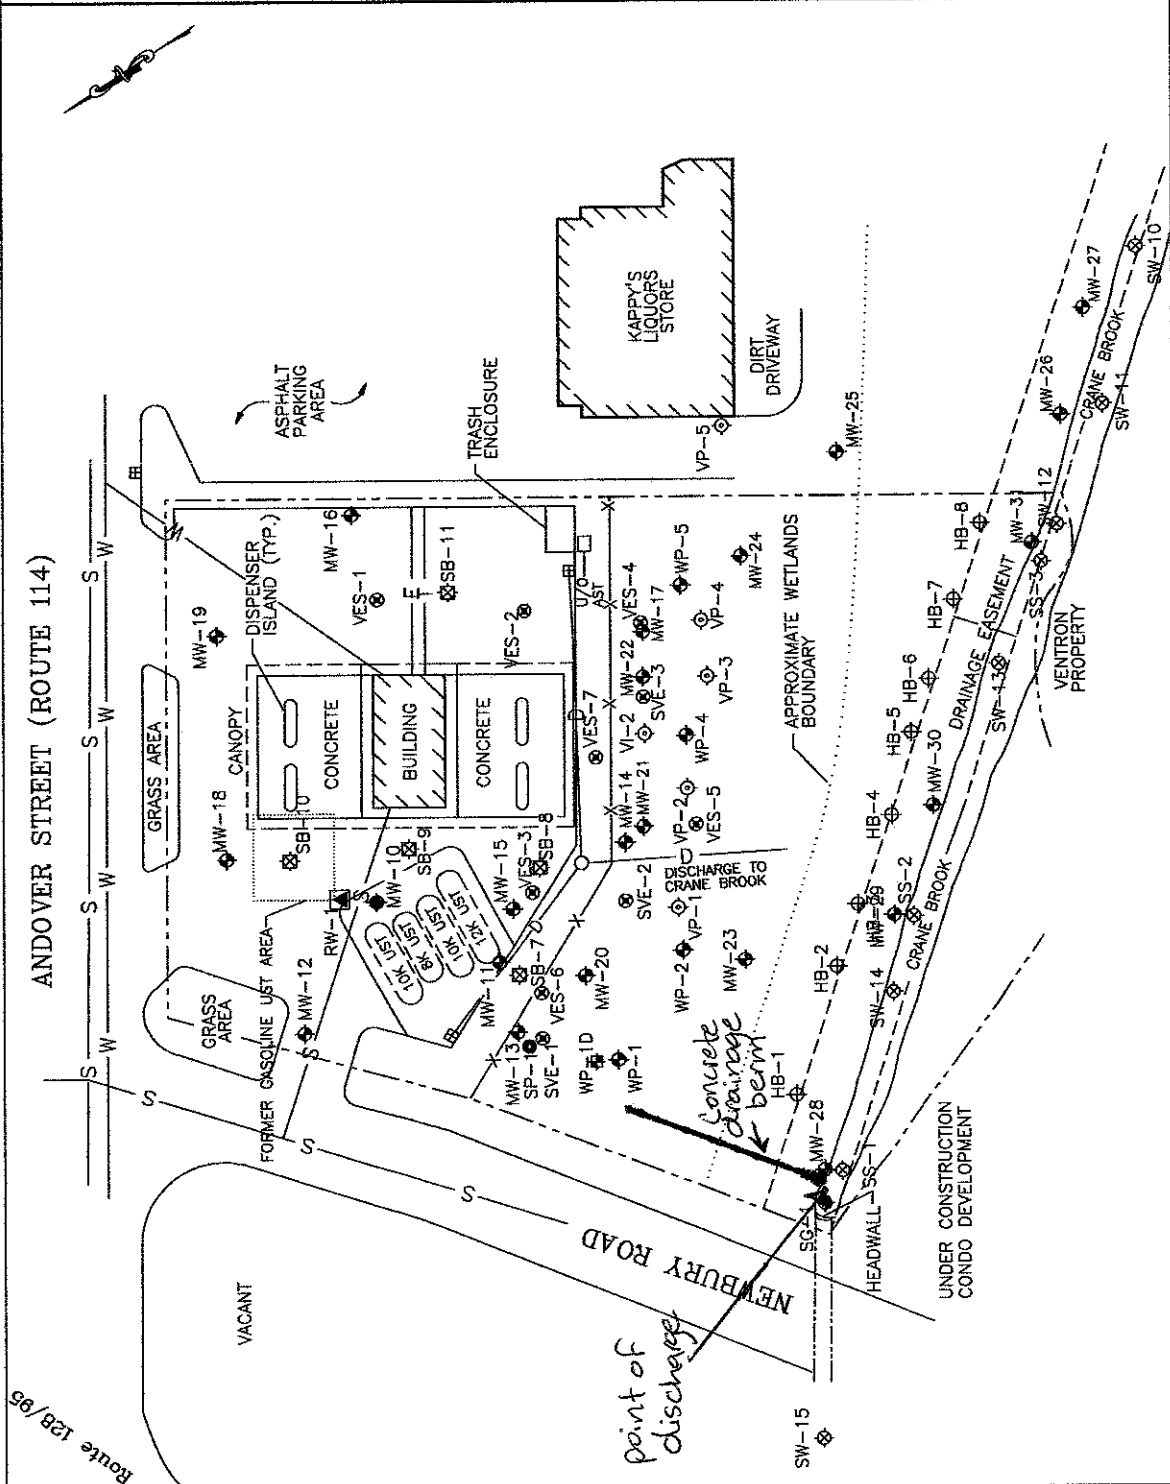 ANDOVER STREET (ROUTE 114)
S
S
S
S
W
W
W
W
GRASS AREA
W
ASPHALT
PARKING
AREA
MW-19
MW-18
CANOPY
DISPENSER
ISLAND (TYP.)
MW-16
VES-1
E
SB-11
VES-2
CONCRETE
BUILDING
CONCRETE
TRASH
ENCLOSURE
KAPPY'S
LIQUORS
STORE
DIRT
DRIVEWAY
GRASS
AREA
FORMER GASOLINE UST AREA
MW-12
S
SB-10
RW-1
S
MW-10
SB-9
10K UST
8K UST
10K UST
12K UST
MW-15
VES-3
SB-8
MW-11
D
SB-7
VES-6
MW-13
SVE-1
X
X
X
X
X
D
VES-7
AST
VES-4
MW-17
MW-22
SVE-3
VI-2
MW-14
MW-21
SVE-2
MW-20
WP-1D
WP-1
WP-5
VP-5
VP-4
VP-3
WP-4
VP-2
VES-5
D
DISCHARGE TO
CRANE BROOK
VP-1
WP-2
MW-23
MW-24
MW-25
APPROXIMATE WETLANDS
BOUNDARY
Concrete
drainage
berm
HB-1
HB-2
HB-4
HB-5
HB-6
HB-7
HB-8
MW-28
SS-1
HEADWALL
SW-14
SS-2
MW-30
CRANE BROOK
DRAINAGE EASEMENT
SW-13
SS-3
MW-31
SW-12
MW-26
CRANE BROOK
SW-11
MW-27
SW-10
VENTRON
PROPERTY
UNDER CONSTRUCTION
CONDO DEVELOPMENT
S
S
S
NEWBURY ROAD
VACANT
Route 128/95
point of
discharge
SW-15